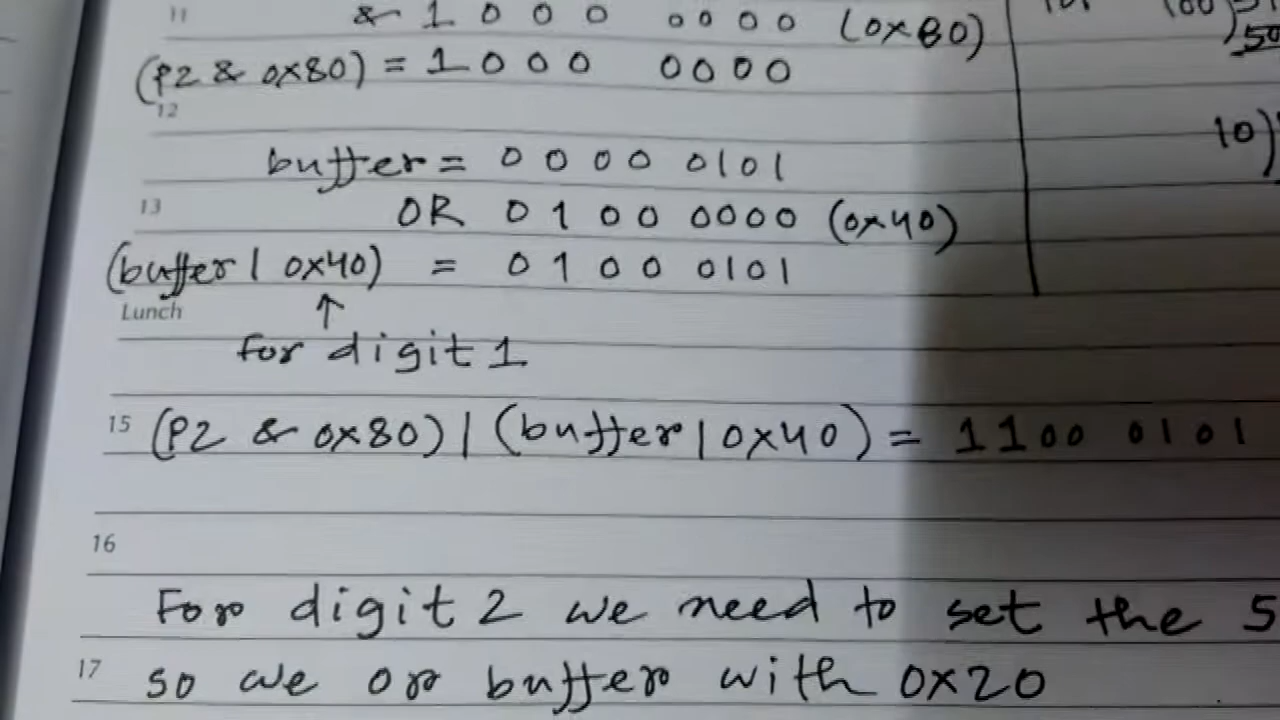 11
& 1 0 0 0 0 0 0 0 (0x80)
(P2 & 0x80) = 1 0 0 0 0 0 0 0
12
buffer = 0 0 0 0 0 1 0 1
13
OR 0 1 0 0 0 0 0 0 (0x40)
(buffer | 0x40) = 0 1 0 0 0 1 0 1
Lunch
↑
for digit 1
15 (P2 & 0x80) | (buffer | 0x40) = 1 1 0 0 0 1 0 1
16
For digit 2 we need to set the 5
17 so we or buffer with 0x20
10)
50